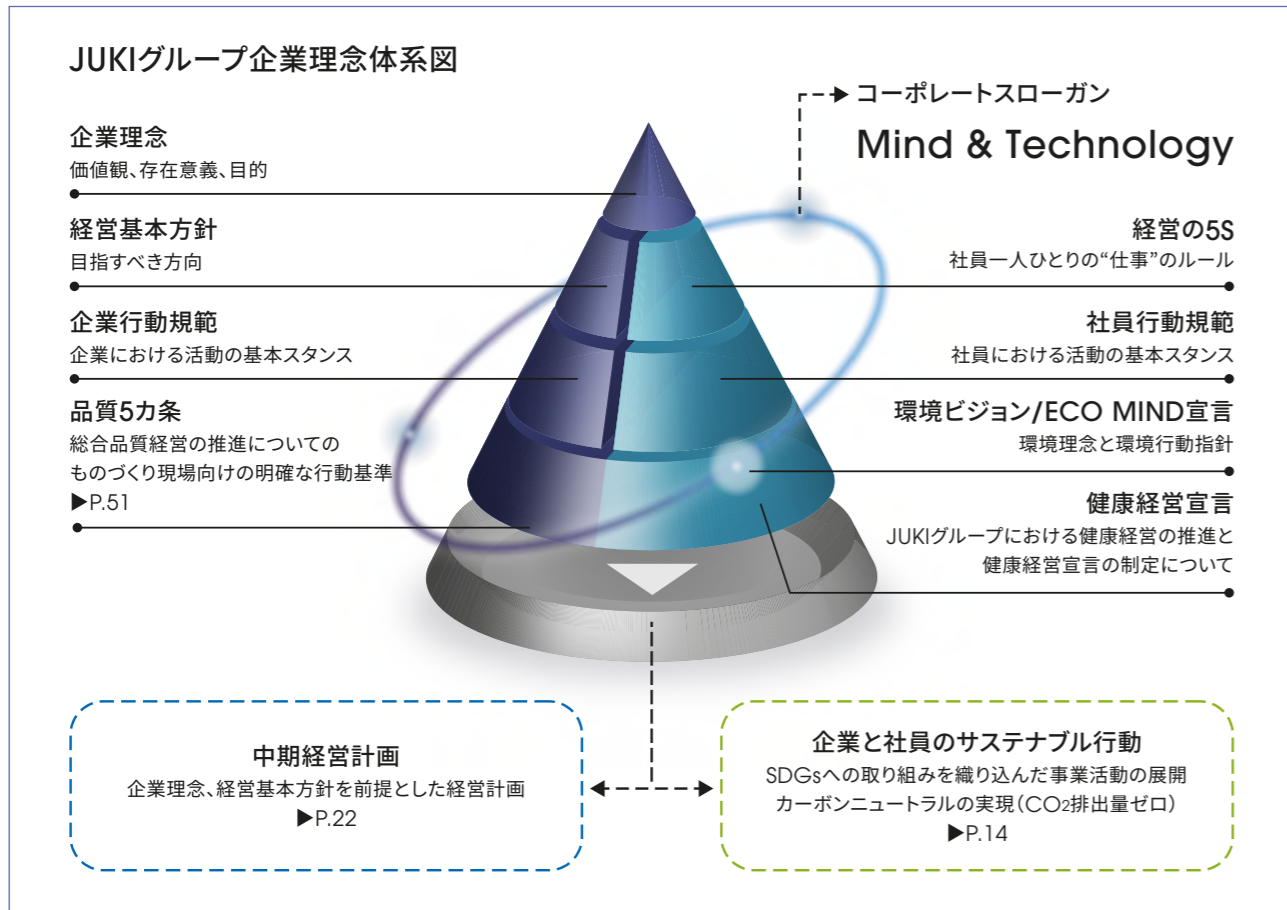 JUKIグループ企業理念体系図
企業理念
価値観、存在意義、目的
経営基本方針
目指すべき方向
企業行動規範
企業における活動の基本スタンス
品質5カ条
総合品質経営の推進についての
ものづくり現場向けの明確な行動基準
▶P.51
コーポレートスローガン
Mind & Technology
経営の5S
社員一人ひとりの“仕事”のルール
社員行動規範
社員における活動の基本スタンス
環境ビジョン/ECO MIND宣言
環境理念と環境行動指針
健康経営宣言
JUKIグループにおける健康経営の推進と
健康経営宣言の制定について
中期経営計画
企業理念、経営基本方針を前提とした経営計画
▶P.22
企業と社員のサステナブル行動
SDGsへの取り組みを織り込んだ事業活動の展開
カーボンニュートラルの実現（CO2排出量ゼロ）
▶P.14